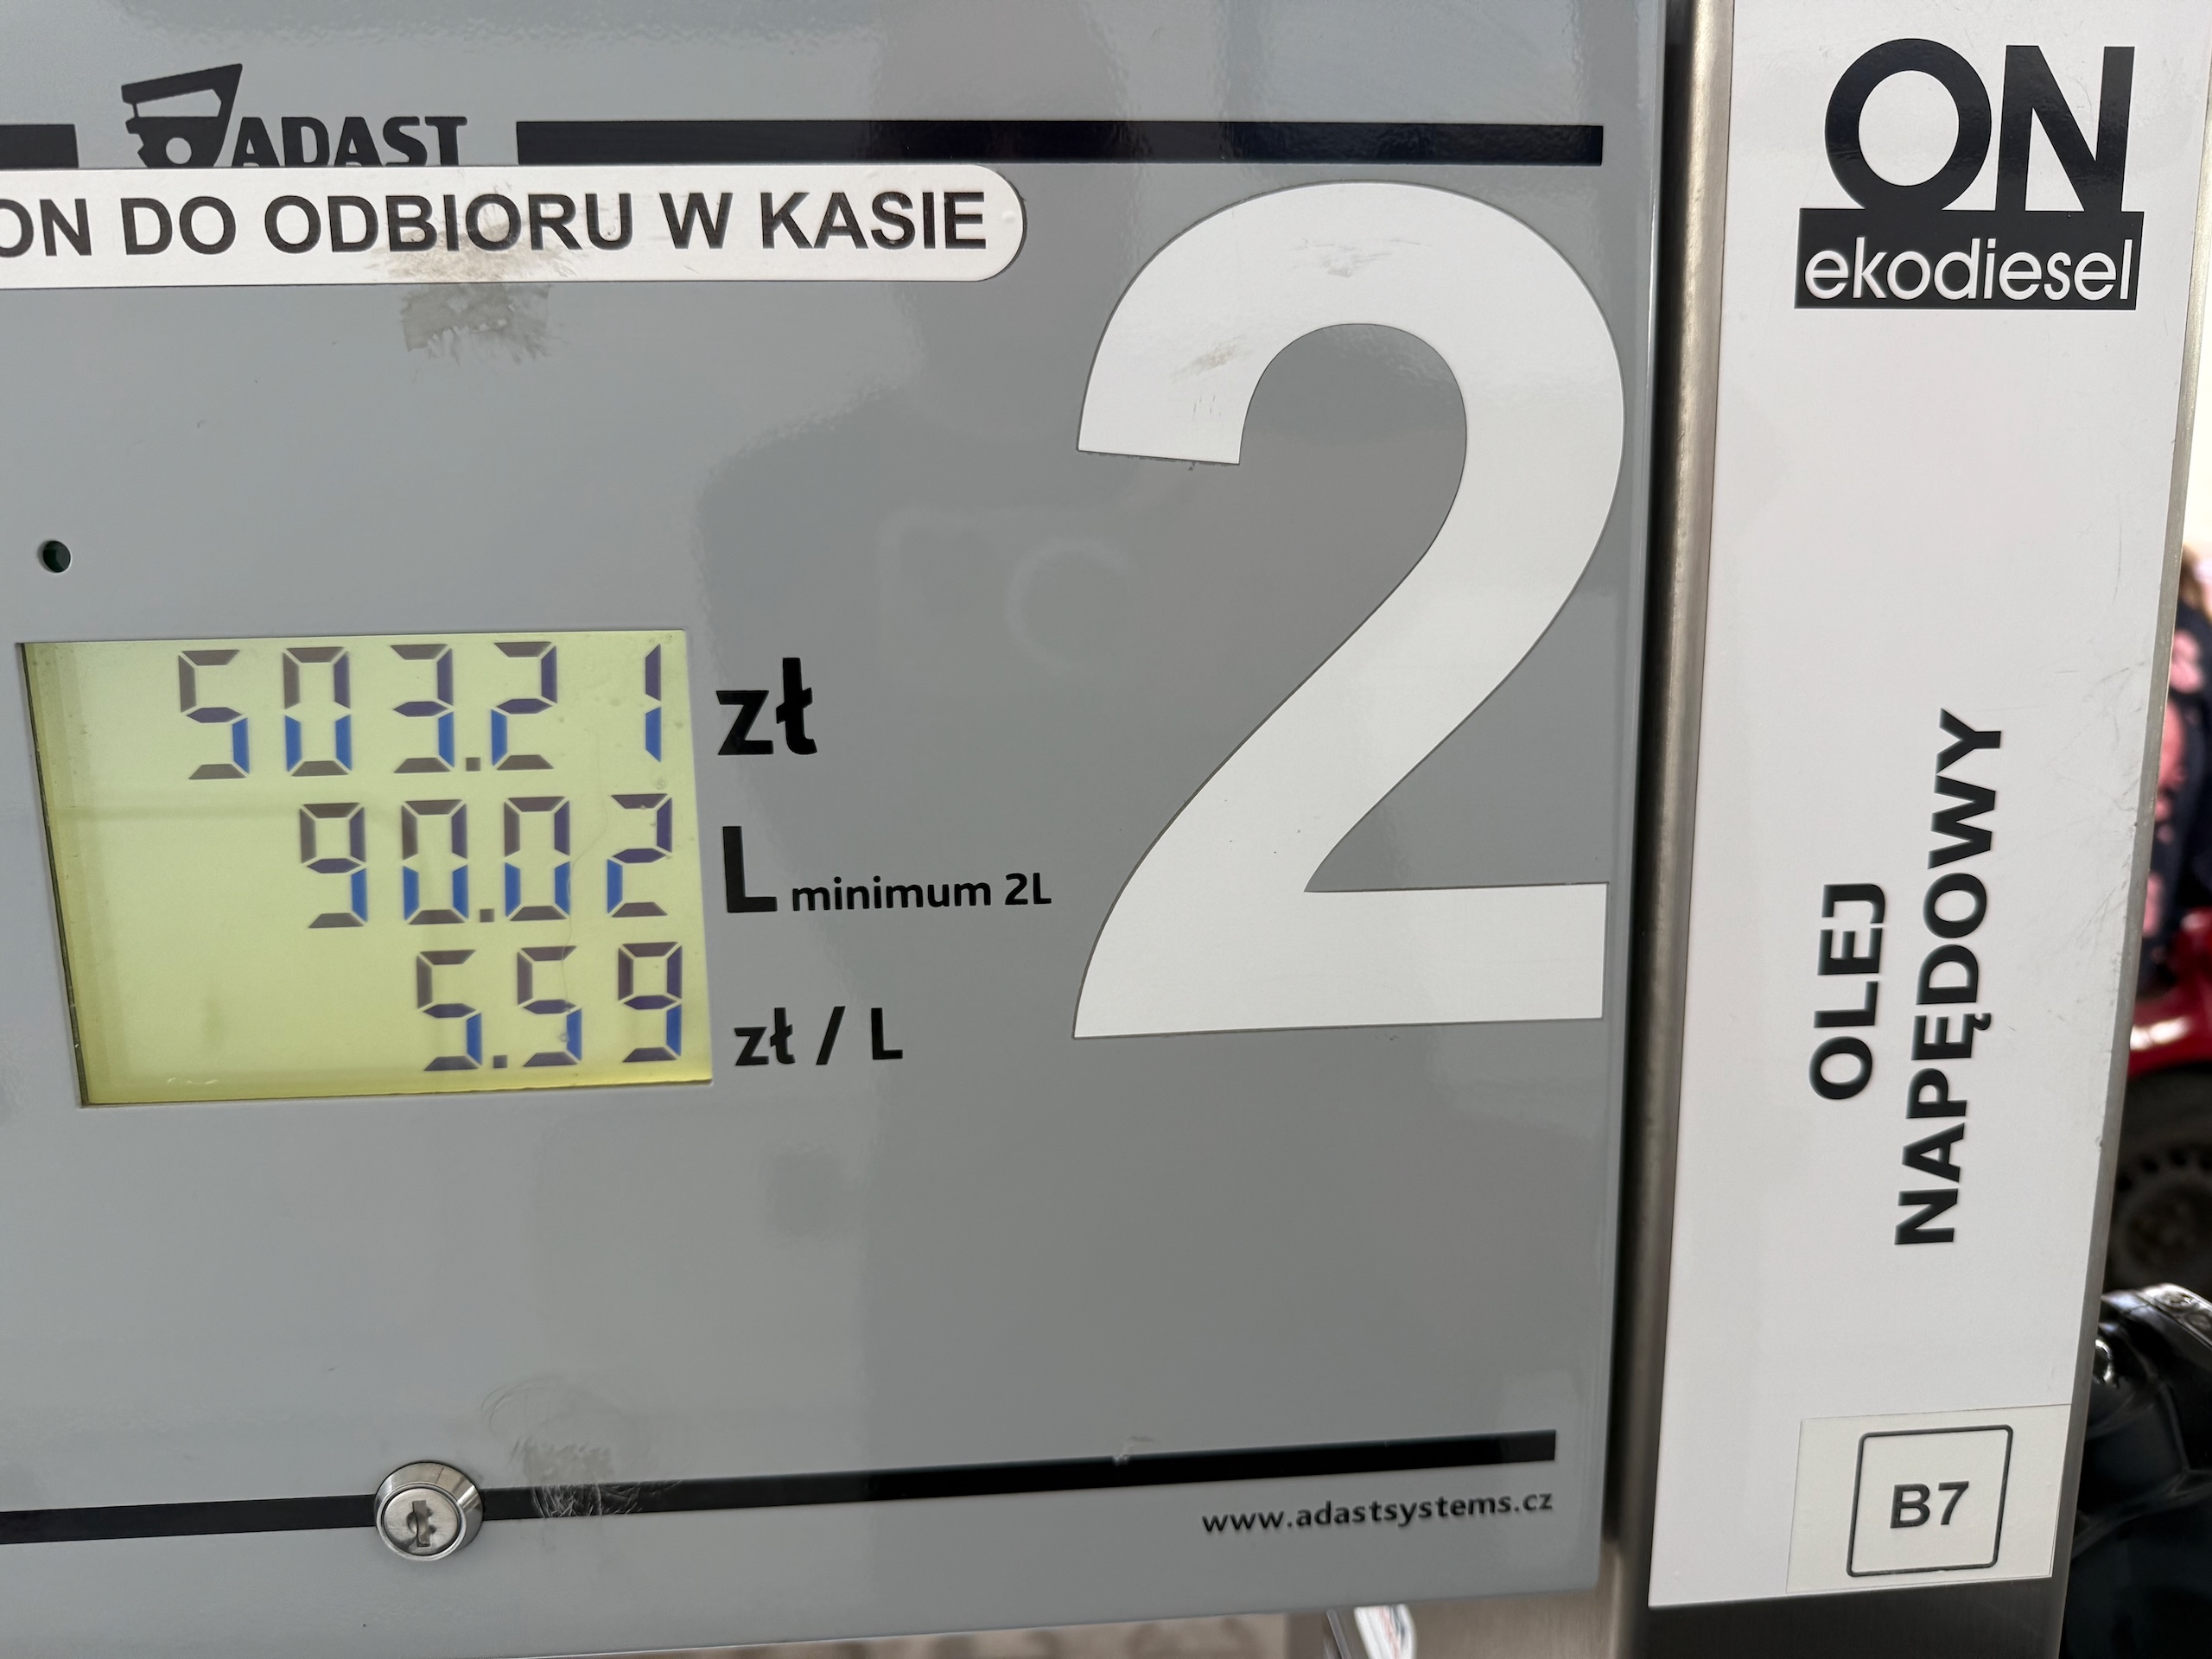 ADAST
ON DO ODBIORU W KASIE
2
503.21 zł
90.02 L minimum 2L
5.59 zł / L
www.adastsystems.cz
ON
ekodiesel
OLEJ
NAPĘDOWY
B7